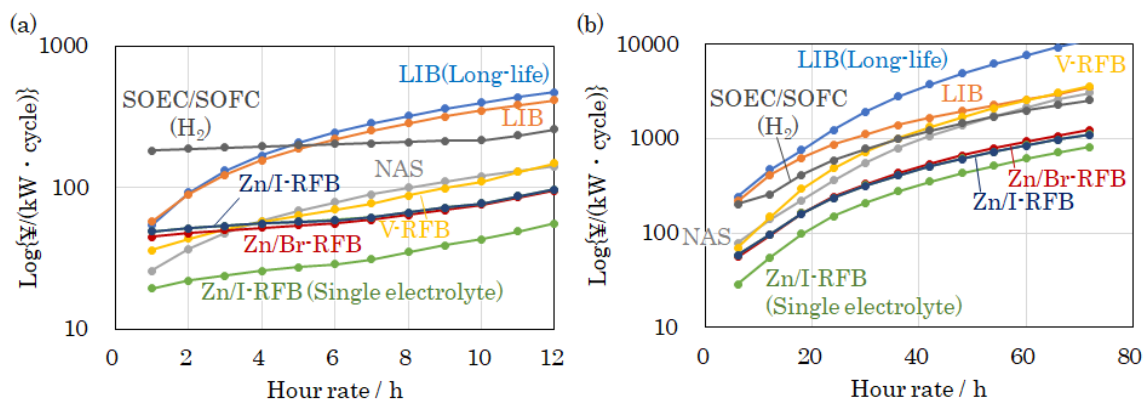 (a)
1000
100
10
Log{¥/(kW・cycle)}
LIB(Long-life)
SOEC/SOFC
(H₂)
LIB
NAS
Zn/I-RFB
V-RFB
Zn/Br-RFB
Zn/I-RFB (Single electrolyte)
0 2 4 6 8 10 12
Hour rate / h
(b)
10000
1000
100
10
Log{¥/(kW・cycle)}
LIB(Long-life)
V-RFB
SOEC/SOFC
(H₂)
LIB
Zn/Br-RFB
Zn/I-RFB
NAS
Zn/I-RFB
(Single electrolyte)
0 20 40 60 80
Hour rate / h